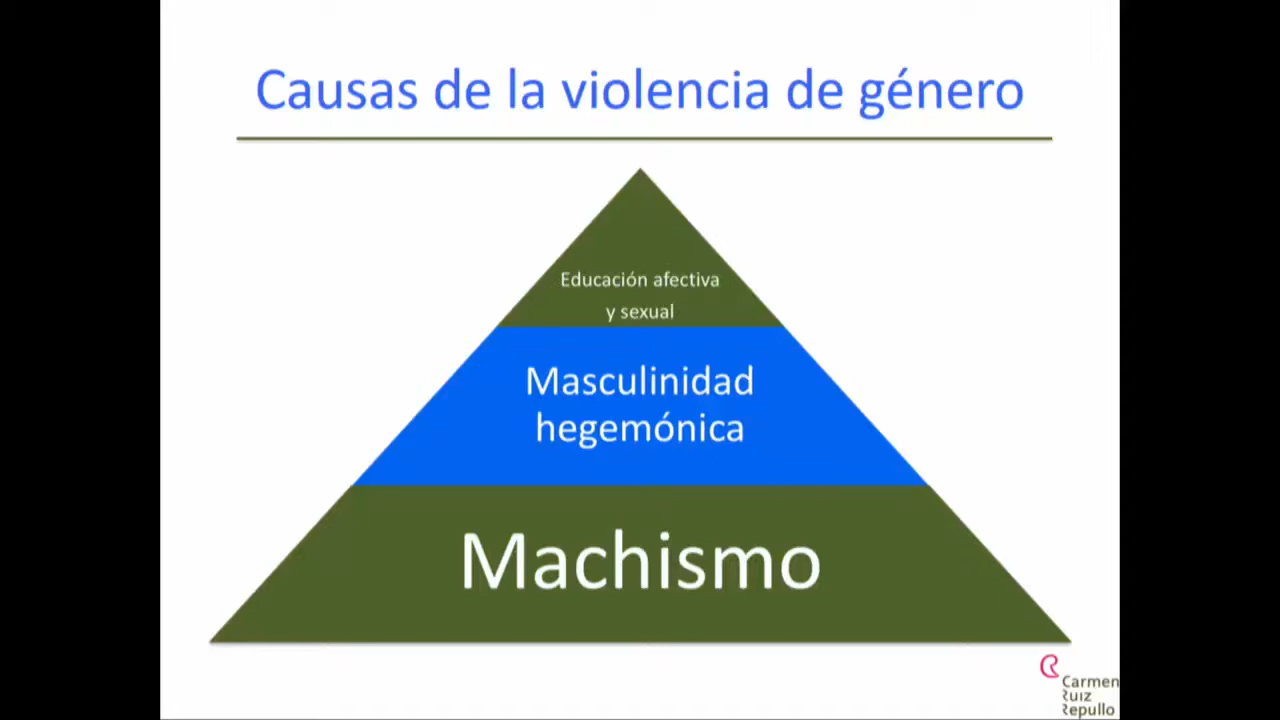 Causas de la violencia de género
Educación afectiva
y sexual
Masculinidad
hegemónica
Machismo
Carmen
Ruiz
Repullo